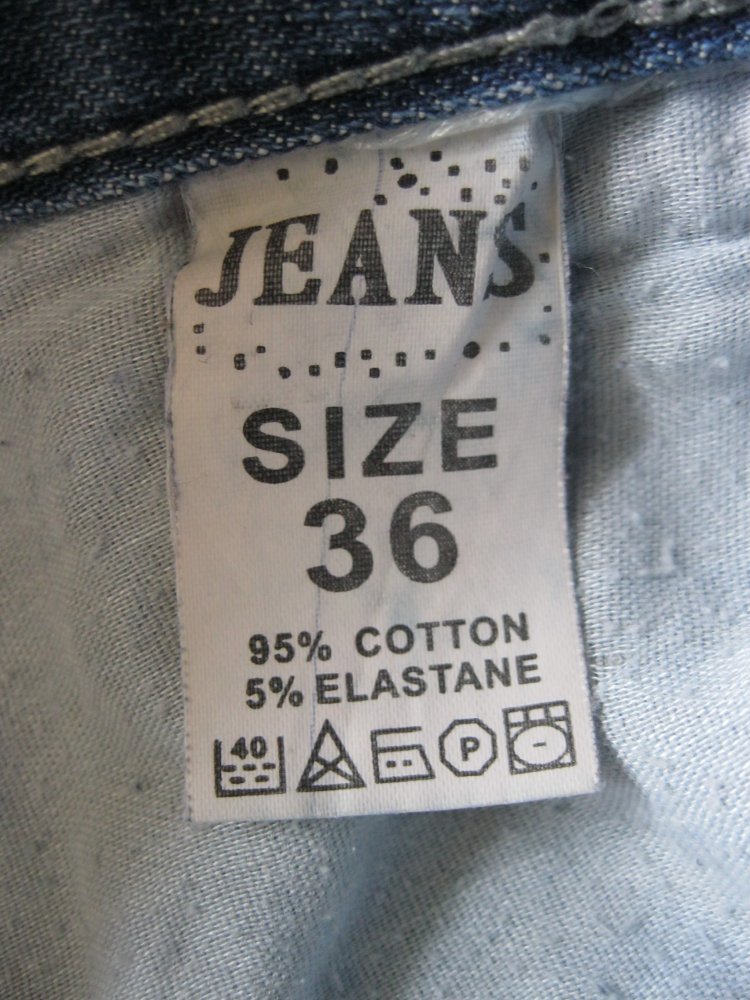 JEANS
SIZE
36
95% COTTON
5% ELASTANE
40 P